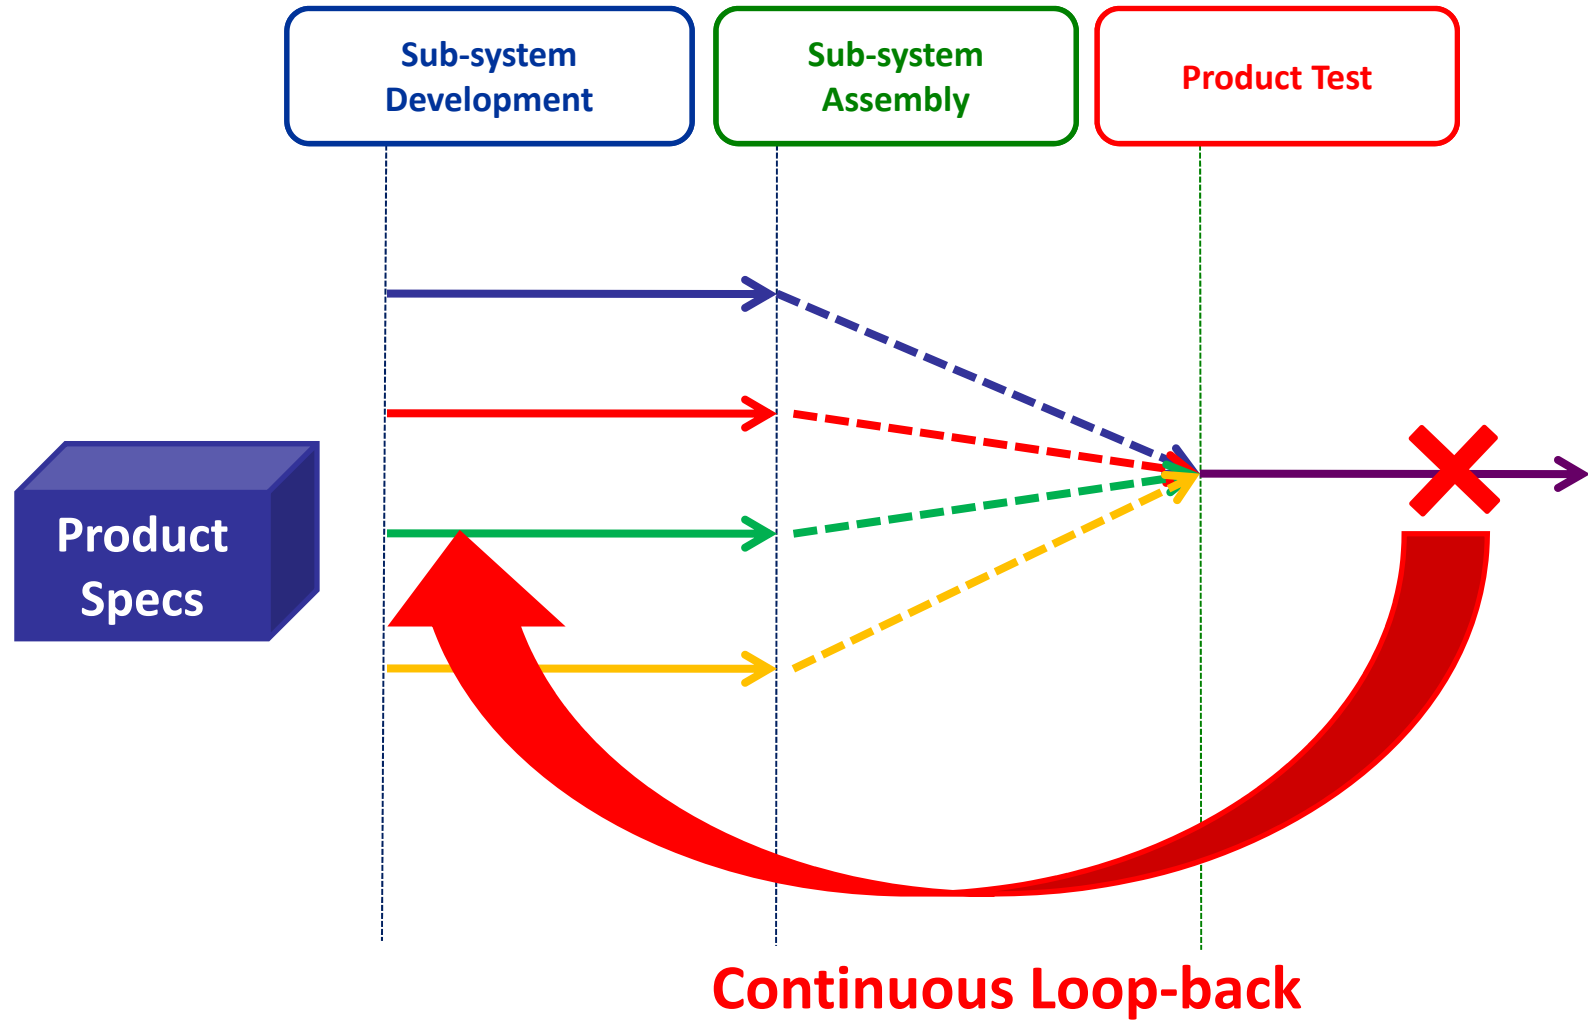 Sub-system
Development
Sub-system
Assembly
Product Test
Product
Specs
Continuous Loop-back